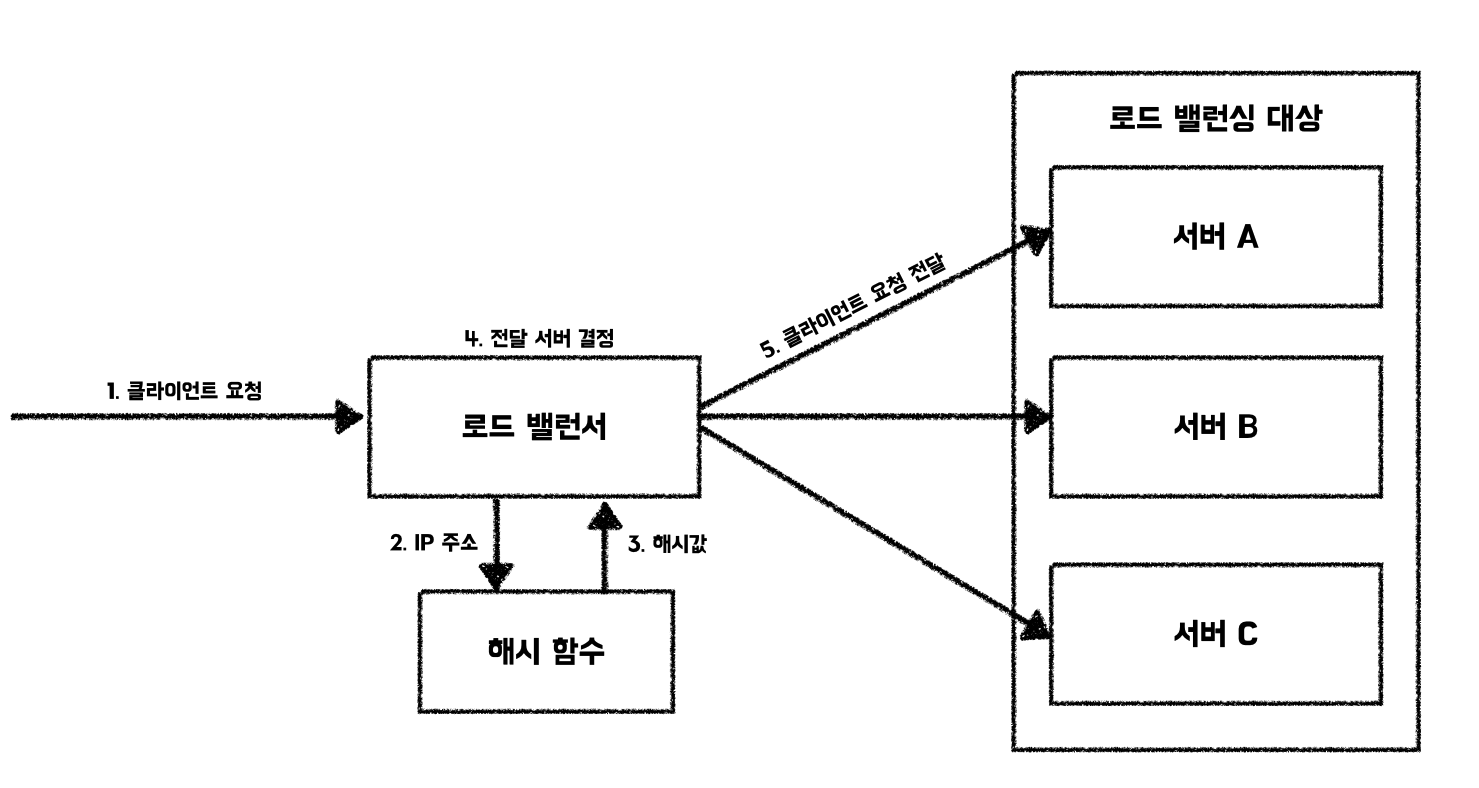 로드 밸런싱 대상
서버 A
5. 클라이언트 요청 전달
4. 전달 서버 결정
1. 클라이언트 요청
로드 밸런서
서버 B
2. IP 주소
3. 해시값
해시 함수
서버 C